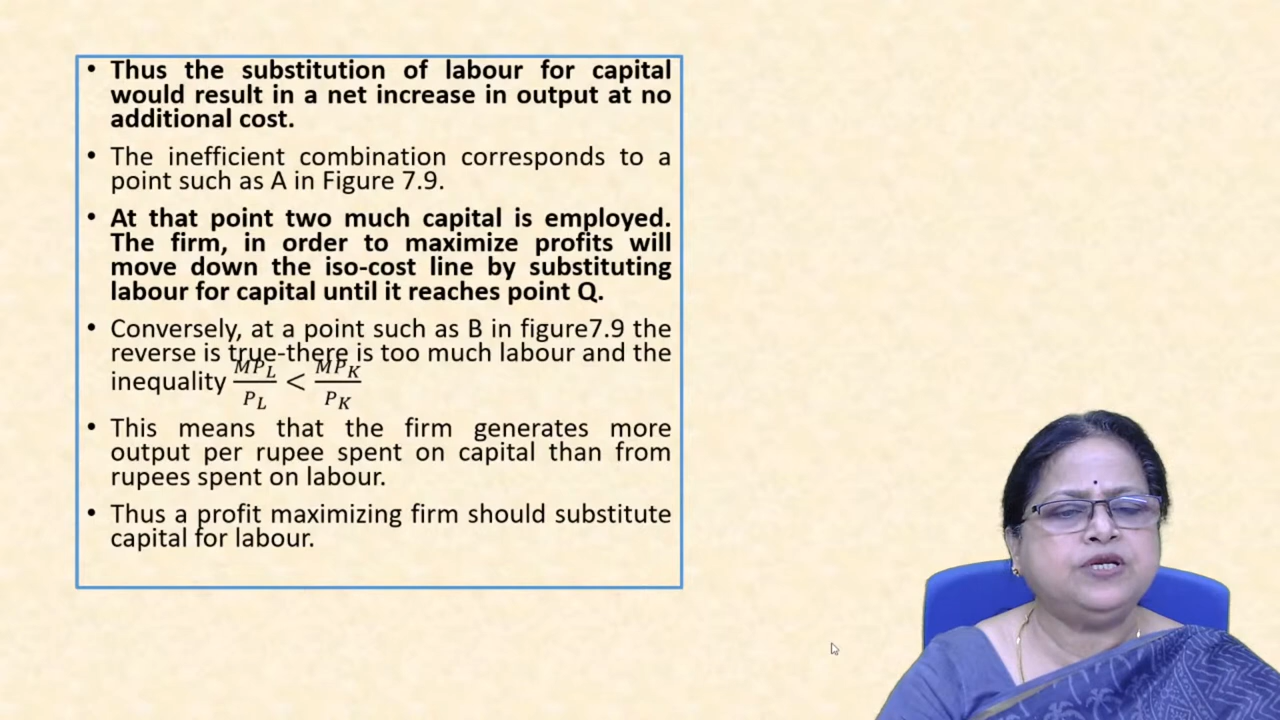 • Thus the substitution of labour for capital
would result in a net increase in output at no
additional cost.
• The inefficient combination corresponds to a
point such as A in Figure 7.9.
• At that point two much capital is employed.
The firm, in order to maximize profits will
move down the iso-cost line by substituting
labour for capital until it reaches point Q.
• Conversely, at a point such as B in figure7.9 the
reverse is true-there is too much labour and the
inequality MP_L/P_L < MP_K/P_K
• This means that the firm generates more
output per rupee spent on capital than from
rupees spent on labour.
• Thus a profit maximizing firm should substitute
capital for labour.